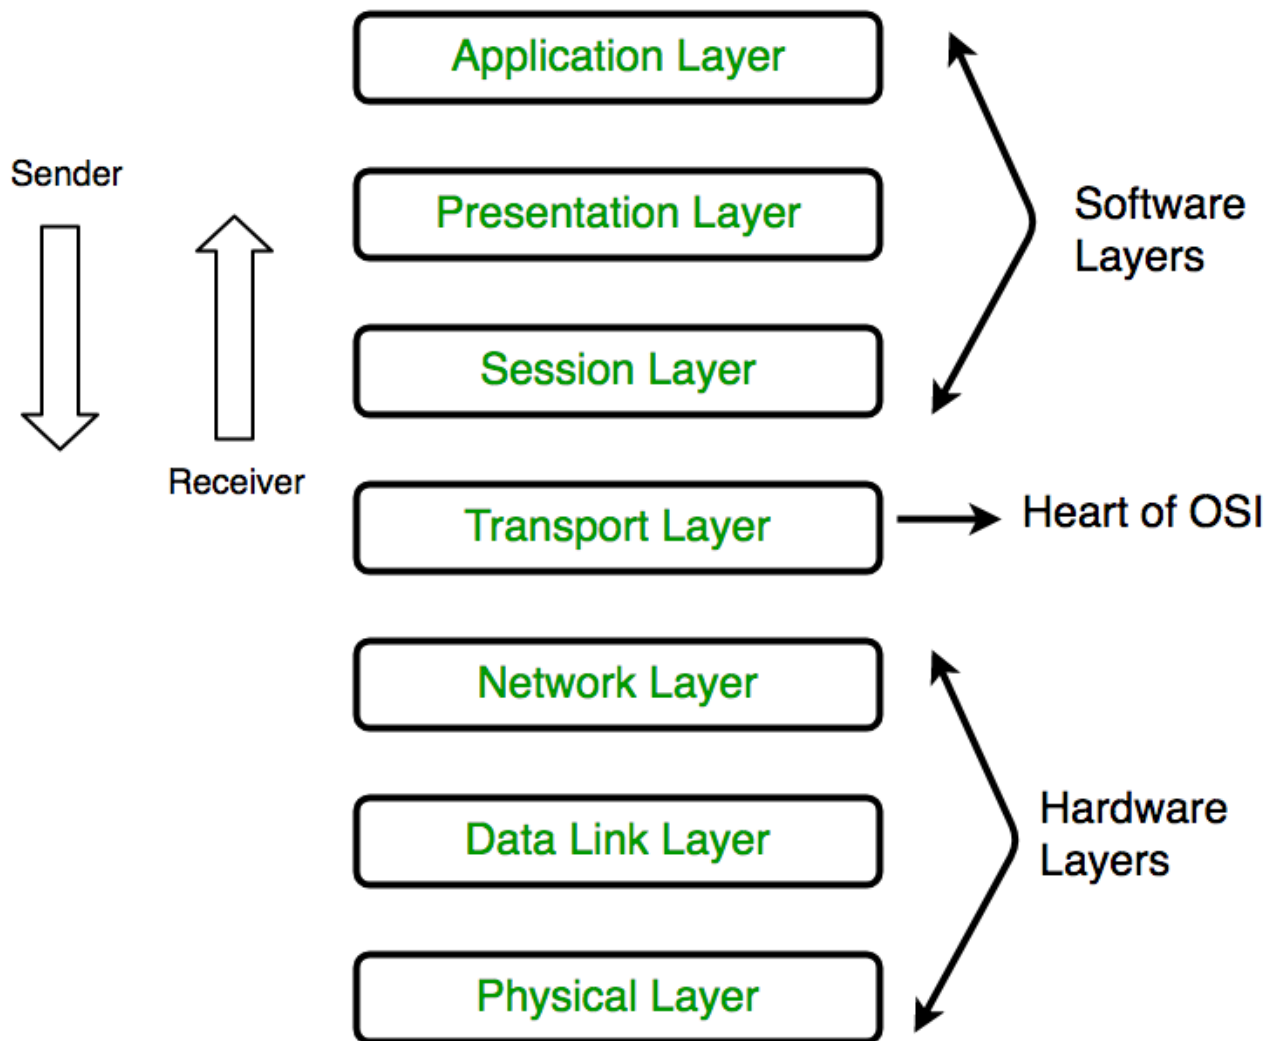 Application Layer
Sender
Presentation Layer
Software
Layers
Session Layer
Receiver
Transport Layer
Heart of OSI
Network Layer
Data Link Layer
Hardware
Layers
Physical Layer